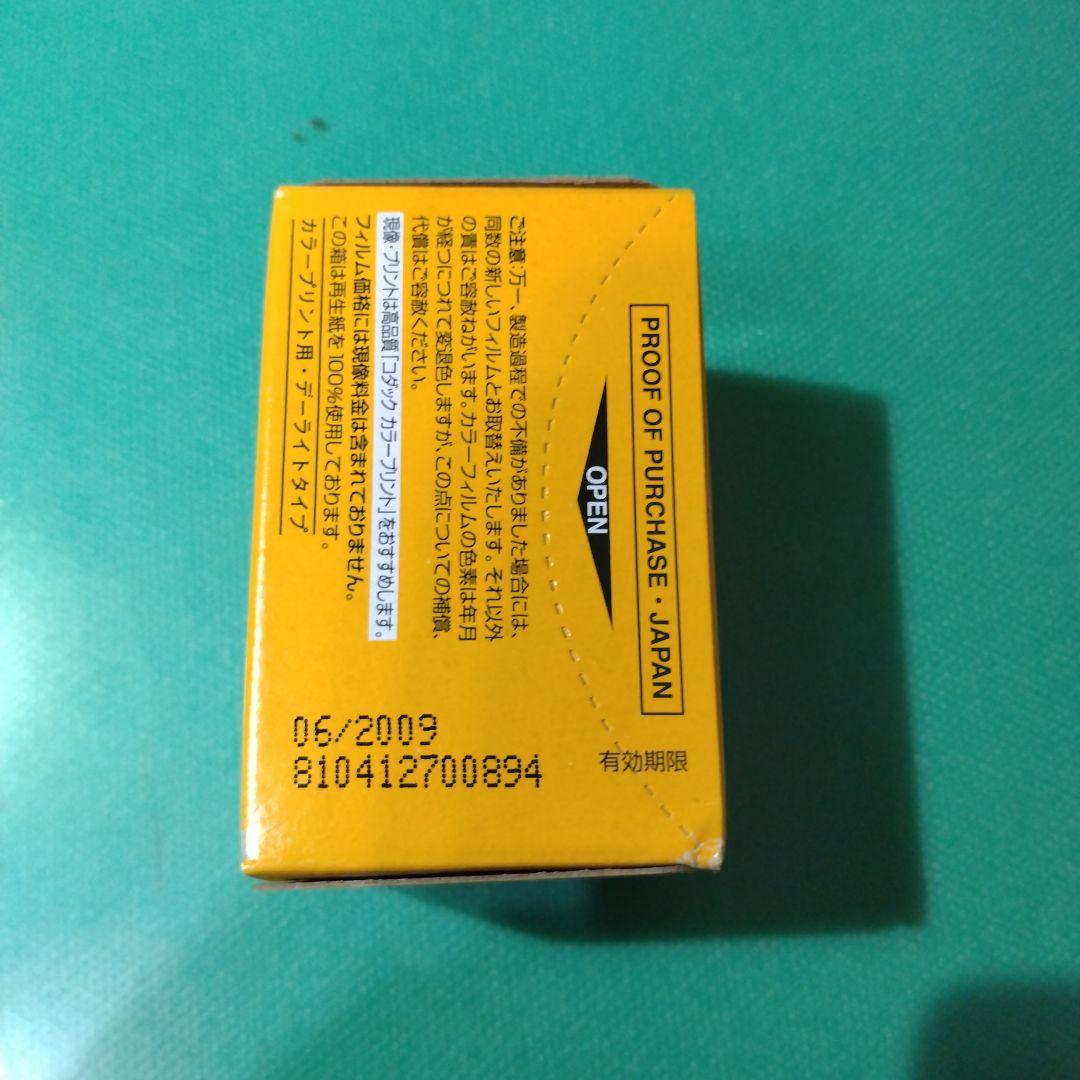 PROOF OF PURCHASE・JAPAN
OPEN
ご注意:万一、製造過程での不備がありました場合には、
同数の新しいフィルムとお取替えいたします。それ以外
の責はご容赦ねがいます。カラーフィルムの色素は年月
が経つにつれて変退色しますが、この点についての補償、
代償はご容赦ください。
現像・プリントは高品質「コダック カラープリント」をおすすめします。
フィルム価格には現像料金は含まれておりません。
この箱は再生紙を100%使用しております。
カラープリント用・デーライトタイプ
有効期限
06/2009
810412700894